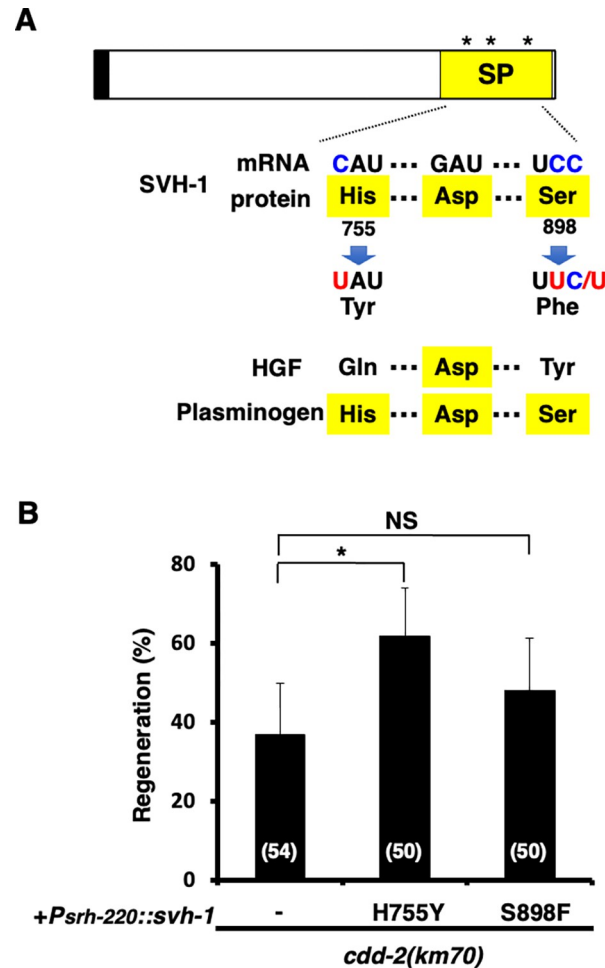 A
* * *
SP
mRNA CAU ··· GAU ··· UCC
SVH-1
protein His ··· Asp ··· Ser
755 898
UAU UUC/U
Tyr Phe
HGF Gln ··· Asp ··· Tyr
Plasminogen His ··· Asp ··· Ser
B
NS
*
80
60
40
20
0
Regeneration (%)
(54) (50) (50)
+Psrh-220::svh-1 - H755Y S898F
cdd-2(km70)